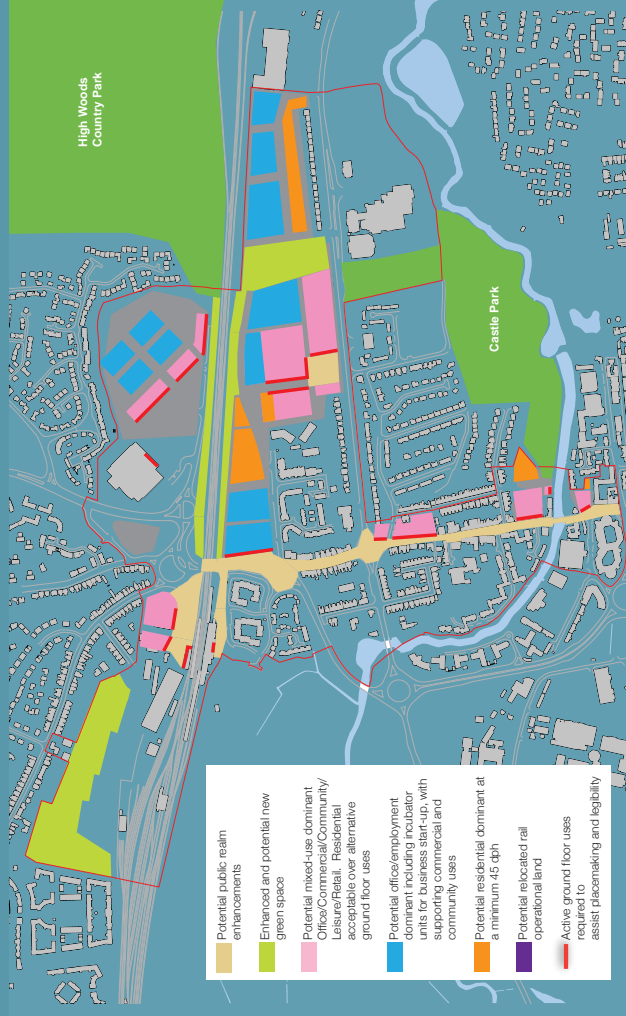 High Woods
Country Park
Castle Park
Potential public realm
enhancements
Enhanced and potential new
green space
Potential mixed-use dominant
Office/Commercial/Community/
Leisure/Retail.  Residential
acceptable over alternative
ground floor uses
Potential office/employment
dominant including incubator
units for business start-up, with
supporting commercial and
community uses
Potential residential dominant at
a minimum 45 dph
Potential relocated rail
operational land
Active ground floor uses
required to
assist placemaking and legibility